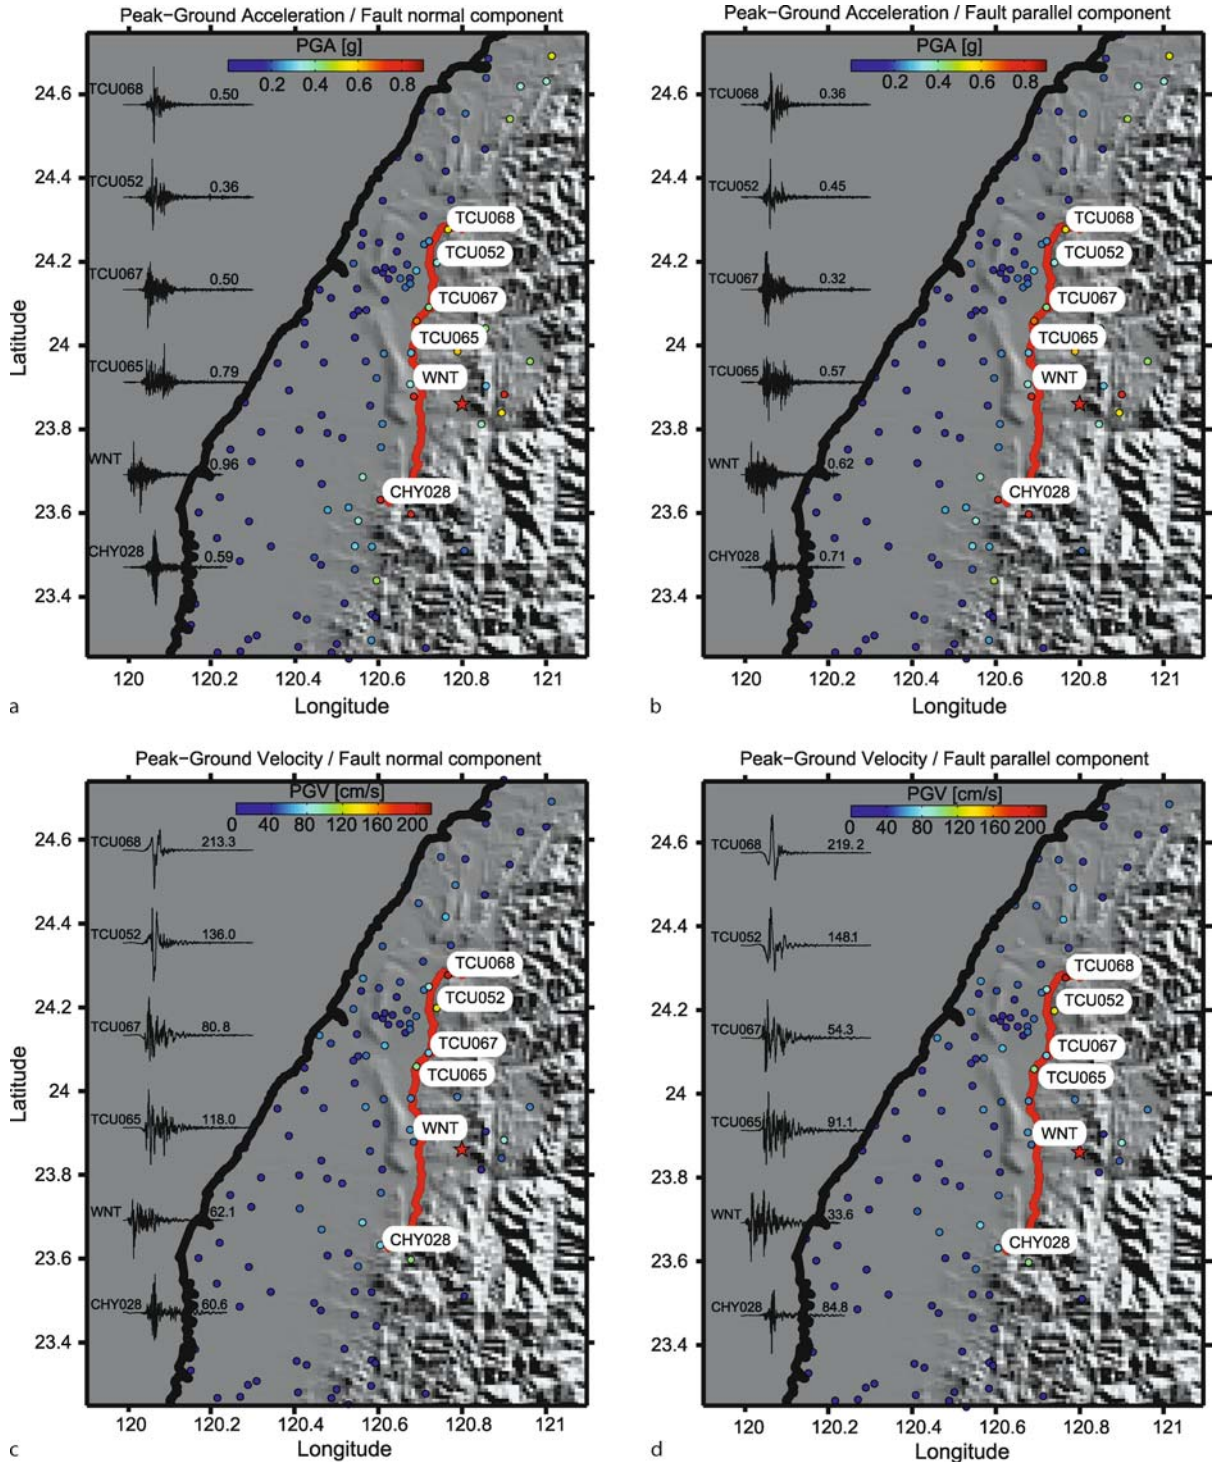 Peak-Ground Acceleration / Fault normal component
PGA [g]
0.2 0.4 0.6 0.8
TCU068 0.50
TCU052 0.36
TCU067 0.50
TCU065 0.79
WNT 0.96
CHY028 0.59
TCU068
TCU052
TCU067
TCU065
WNT
CHY028
24.6
24.4
24.2
24
23.8
23.6
23.4
Latitude
120 120.2 120.4 120.6 120.8 121
Longitude
a
Peak-Ground Acceleration / Fault parallel component
PGA [g]
0.2 0.4 0.6 0.8
TCU068 0.36
TCU052 0.45
TCU067 0.32
TCU065 0.57
WNT 0.62
CHY028 0.71
TCU068
TCU052
TCU067
TCU065
WNT
CHY028
24.6
24.4
24.2
24
23.8
23.6
23.4
120 120.2 120.4 120.6 120.8 121
Longitude
b
Peak-Ground Velocity / Fault normal component
PGV [cm/s]
0 40 80 120 160 200
TCU068 213.3
TCU052 136.0
TCU067 80.8
TCU065 118.0
WNT 62.1
CHY028 60.6
TCU068
TCU052
TCU067
TCU065
WNT
CHY028
24.6
24.4
24.2
24
23.8
23.6
23.4
Latitude
120 120.2 120.4 120.6 120.8 121
Longitude
c
Peak-Ground Velocity / Fault parallel component
PGV [cm/s]
0 40 80 120 160 200
TCU068 219.2
TCU052 148.1
TCU067 54.3
TCU065 91.1
WNT 33.6
CHY028 84.8
TCU068
TCU052
TCU067
TCU065
WNT
CHY028
24.6
24.4
24.2
24
23.8
23.6
23.4
120 120.2 120.4 120.6 120.8 121
Longitude
d